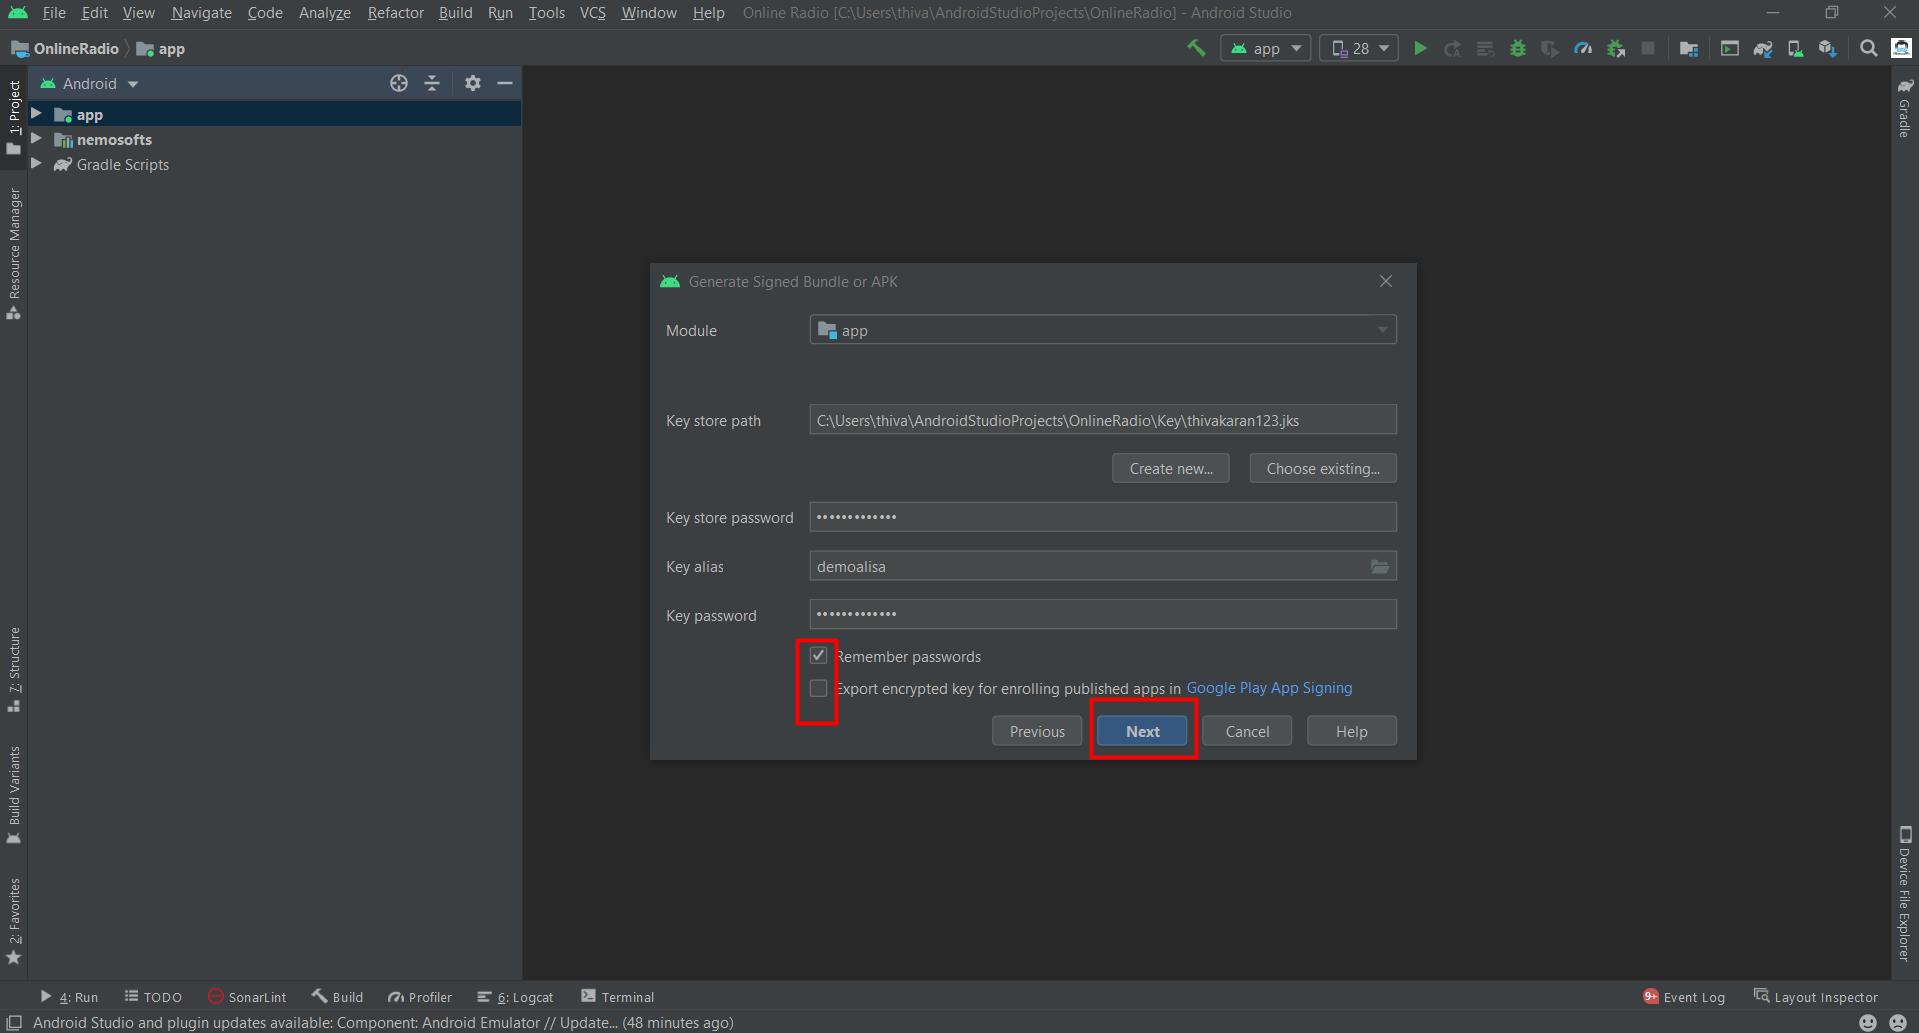 File Edit View Navigate Code Analyze Refactor Build Run Tools VCS Window Help Online Radio [C:\Users\thiva\AndroidStudioProjects\OnlineRadio] - Android Studio
OnlineRadio app
app 28
Android
app
nemosofts
Gradle Scripts
1: Project
Resource Manager
7: Structure
Build Variants
2: Favorites
Gradle
Device File Explorer
Generate Signed Bundle or APK
Module app
Key store path C:\Users\thiva\AndroidStudioProjects\OnlineRadio\Key\thivakaran123.jks
Create new... Choose existing...
Key store password •••••••••••••
Key alias demoalisa
Key password •••••••••••••
Remember passwords
Export encrypted key for enrolling published apps in Google Play App Signing
Previous Next Cancel Help
4: Run TODO SonarLint Build Profiler 6: Logcat Terminal 9+ Event Log Layout Inspector
Android Studio and plugin updates available: Component: Android Emulator // Update... (48 minutes ago)